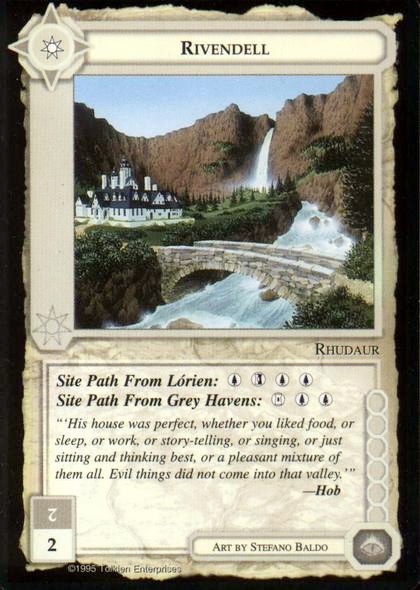 RIVENDELL
RHUDAUR
Site Path From Lórien:
Site Path From Grey Havens:
"'His house was perfect, whether you liked food, or
sleep, or work, or story-telling, or singing, or just
sitting and thinking best, or a pleasant mixture of
them all. Evil things did not come into that valley.'"
—Hob
2
2
ART BY STEFANO BALDO
©1995 Tolkien Enterprises